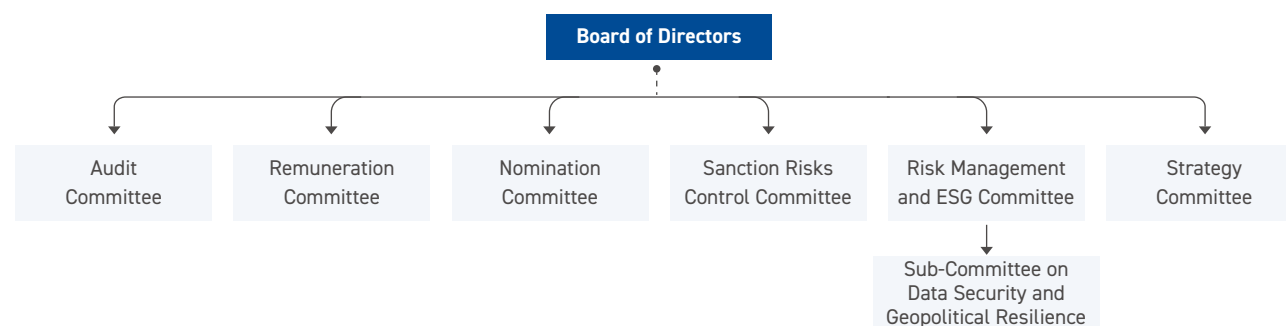 Board of Directors
Audit
Committee
Remuneration
Committee
Nomination
Committee
Sanction Risks
Control Committee
Risk Management
and ESG Committee
Strategy
Committee
Sub-Committee on
Data Security and
Geopolitical Resilience